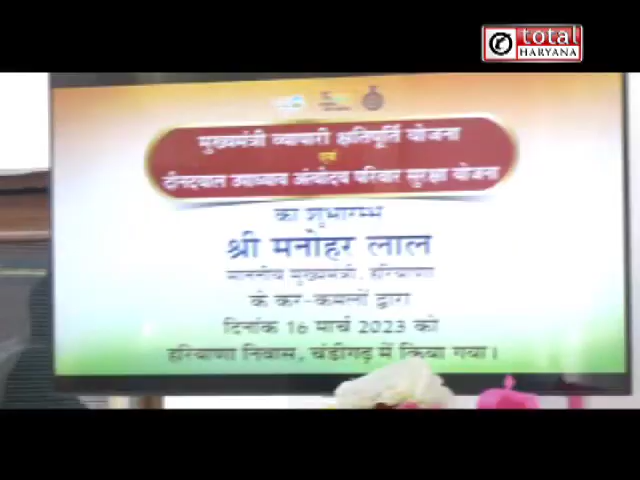 total
HARYANA
मुख्यमंत्री व्यापारी क्षतिपूर्ति योजना
एवं
दीनदयाल उपाध्याय अंत्योदय परिवार सुरक्षा योजना
का शुभारम्भ
श्री मनोहर लाल
माननीय मुख्यमंत्री, हरियाणा
के कर-कमलों द्वारा
दिनांक 16 मार्च 2023 को
हरियाणा निवास, चंडीगढ़ में किया गया।